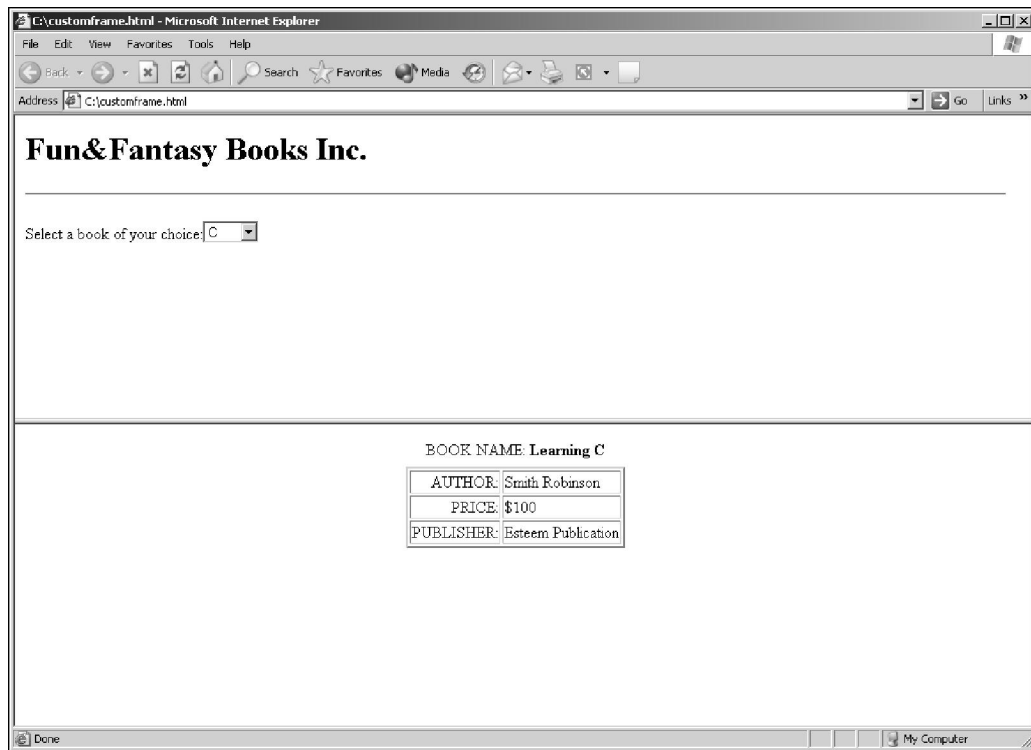 C:\customframe.html - Microsoft Internet Explorer
File Edit View Favorites Tools Help
Back Search Favorites Media
Address C:\customframe.html Go Links »
Fun&Fantasy Books Inc.
Select a book of your choice: C
BOOK NAME: Learning C
AUTHOR: Smith Robinson
PRICE: $100
PUBLISHER: Esteem Publication
Done My Computer